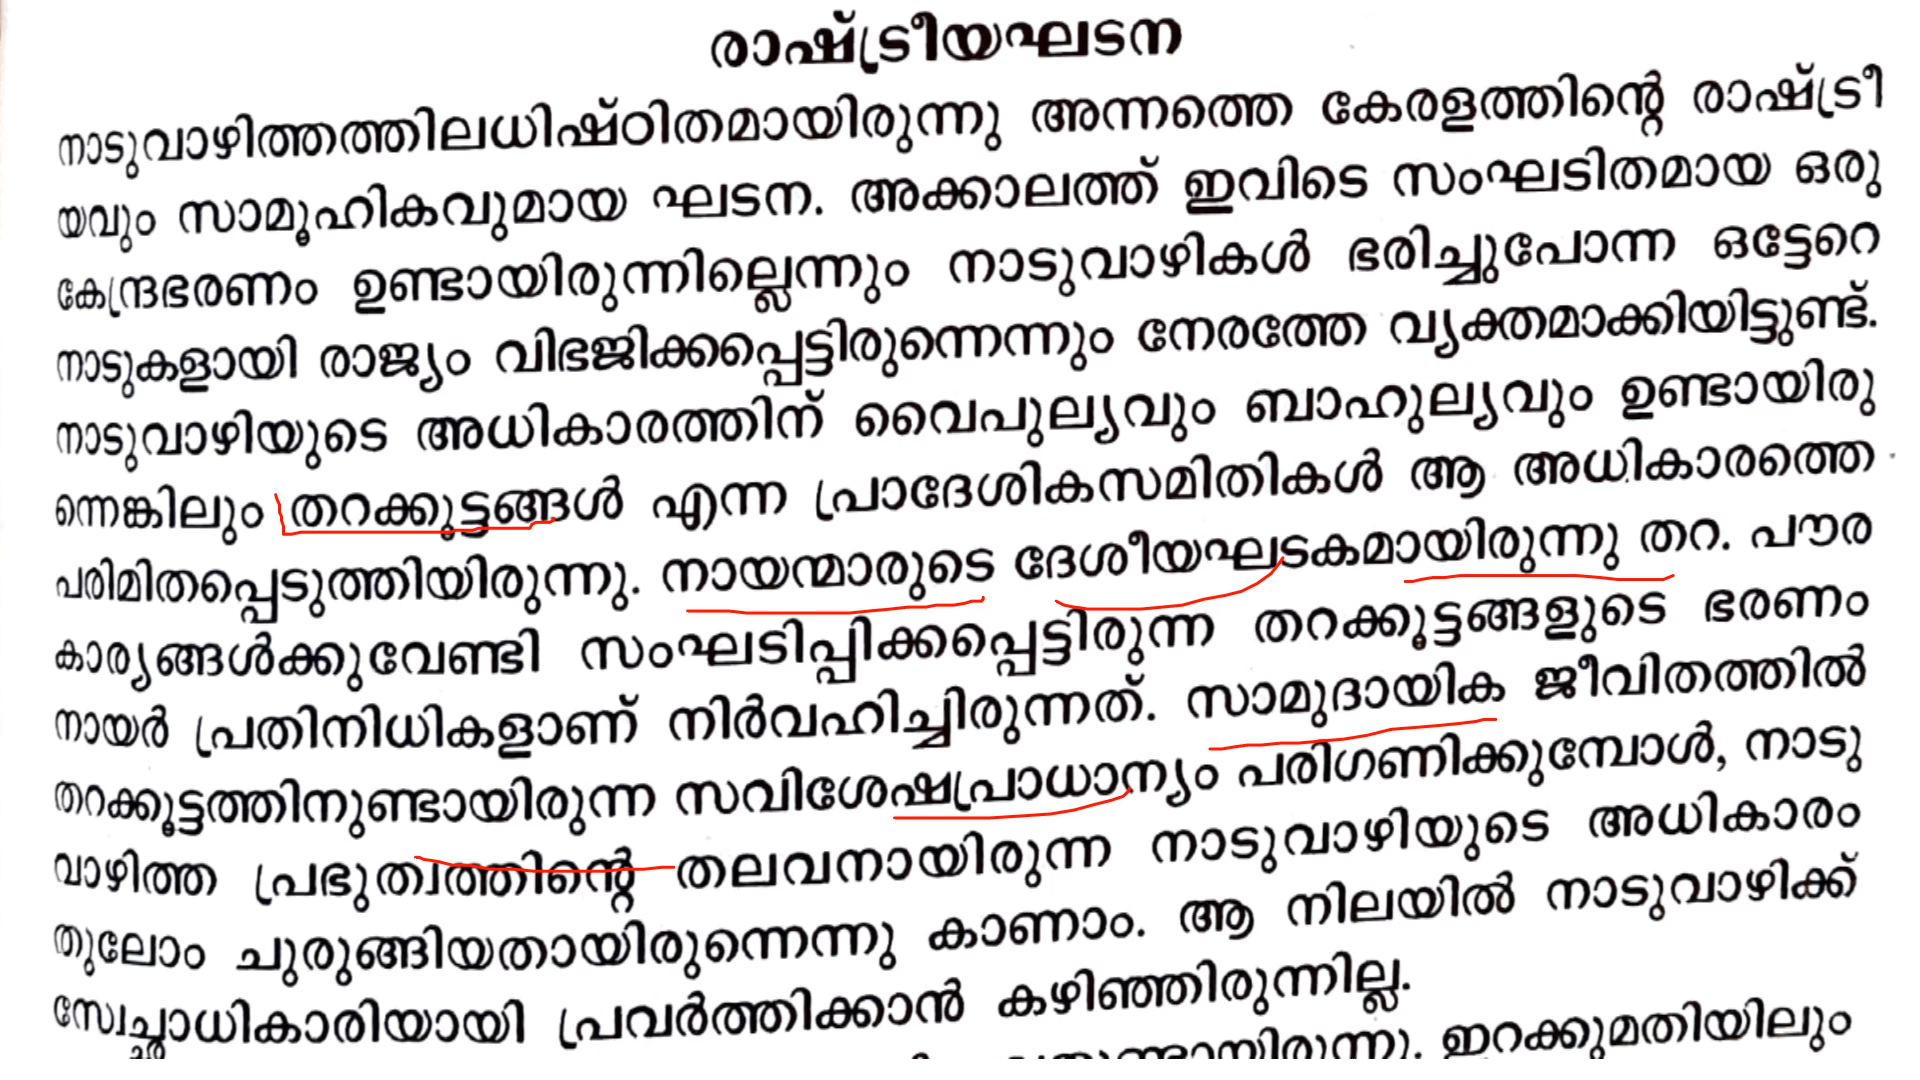 രാഷ്ട്രീയഘടന
നാടുവാഴിത്തത്തിലധിഷ്ഠിതമായിരുന്നു അന്നത്തെ കേരളത്തിന്റെ രാഷ്ട്രീ
യവും സാമൂഹികവുമായ ഘടന. അക്കാലത്ത് ഇവിടെ സംഘടിതമായ ഒരു
കേന്ദ്രഭരണം ഉണ്ടായിരുന്നില്ലെന്നും നാടുവാഴികൾ ഭരിച്ചുപോന്ന ഒട്ടേറെ
നാടുകളായി രാജ്യം വിഭജിക്കപ്പെട്ടിരുന്നെന്നും നേരത്തേ വ്യക്തമാക്കിയിട്ടുണ്ട്.
നാടുവാഴിയുടെ അധികാരത്തിന് വൈപുല്യവും ബാഹുല്യവും ഉണ്ടായിരു
ന്നെങ്കിലും തറക്കൂട്ടങ്ങൾ എന്ന പ്രാദേശികസമിതികൾ ആ അധികാരത്തെ
പരിമിതപ്പെടുത്തിയിരുന്നു. നായന്മാരുടെ ദേശീയഘടകമായിരുന്നു തറ. പൗര
കാര്യങ്ങൾക്കുവേണ്ടി സംഘടിപ്പിക്കപ്പെട്ടിരുന്ന തറക്കൂട്ടങ്ങളുടെ ഭരണം
നായർ പ്രതിനിധികളാണ് നിർവഹിച്ചിരുന്നത്. സാമുദായിക ജീവിതത്തിൽ
തറക്കൂട്ടത്തിനുണ്ടായിരുന്ന സവിശേഷപ്രാധാന്യം പരിഗണിക്കുമ്പോൾ, നാടു
വാഴിത്ത പ്രഭുത്വത്തിന്റെ തലവനായിരുന്ന നാടുവാഴിയുടെ അധികാരം
തുലോം ചുരുങ്ങിയതായിരുന്നെന്നു കാണാം. ആ നിലയിൽ നാടുവാഴിക്ക്
സ്വേച്ഛാധികാരിയായി പ്രവർത്തിക്കാൻ കഴിഞ്ഞിരുന്നില്ല.
ഇറക്കുമതിയിലും